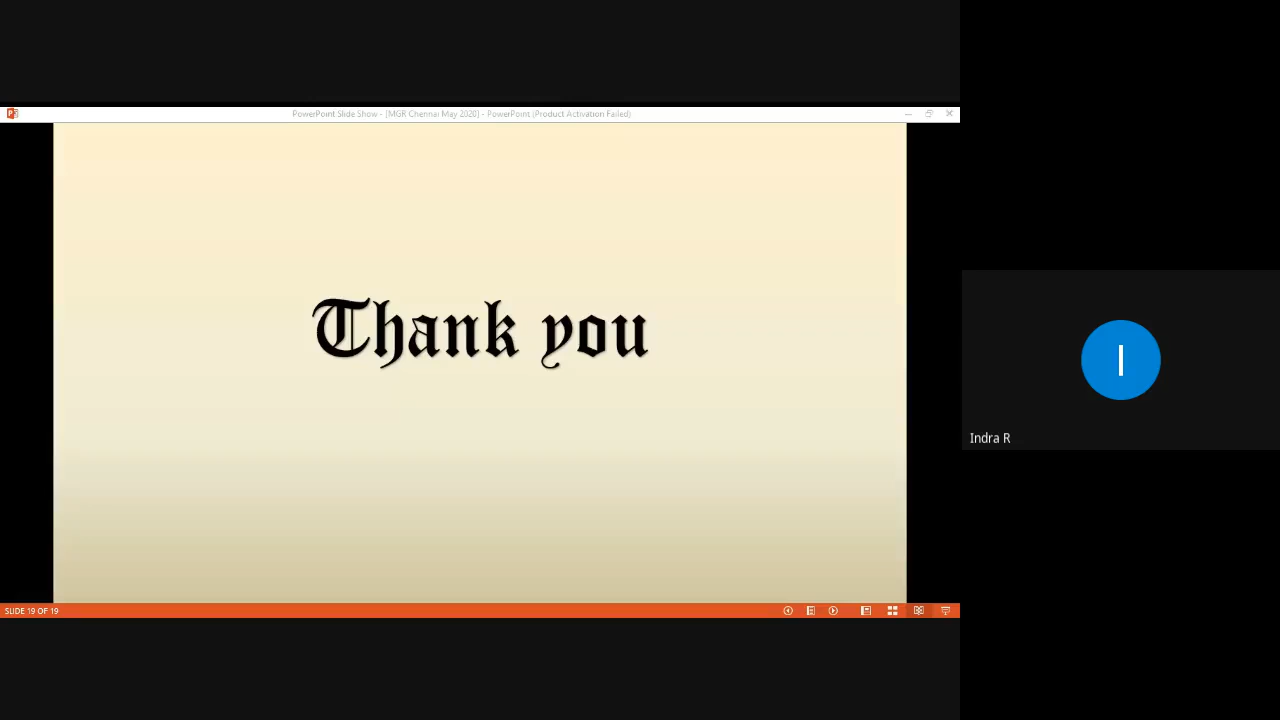 PowerPoint Slide Show - [MGR Chennai May 2020] - PowerPoint (Product Activation Failed)
Thank you
I
Indra R
SLIDE 19 OF 19